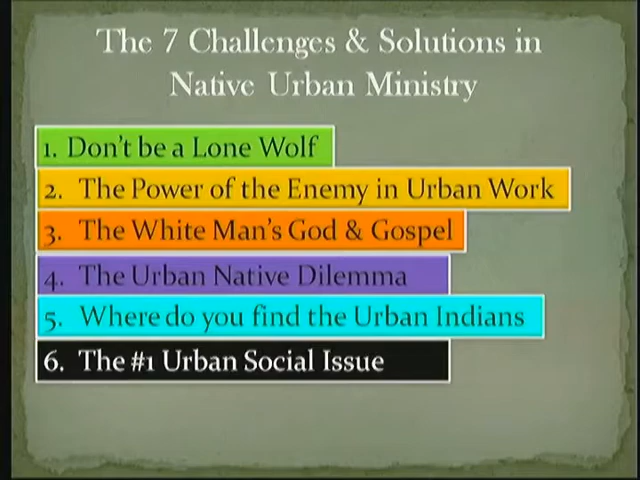 The 7 Challenges & Solutions in
Native Urban Ministry
1. Don't be a Lone Wolf
2. The Power of the Enemy in Urban Work
3. The White Man's God & Gospel
4. The Urban Native Dilemma
5. Where do you find the Urban Indians
6. The #1 Urban Social Issue